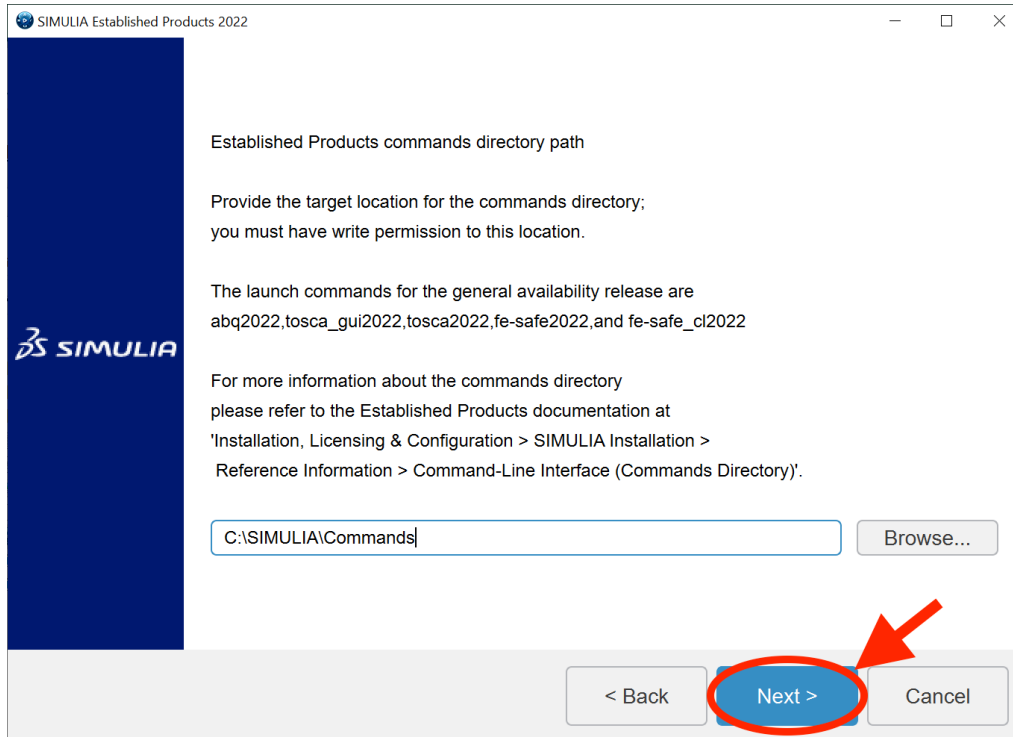 SIMULIA Established Products 2022
Established Products commands directory path
Provide the target location for the commands directory;
you must have write permission to this location.
The launch commands for the general availability release are
abq2022,tosca_gui2022,tosca2022,fe-safe2022,and fe-safe_cl2022
3DS SIMULIA
For more information about the commands directory
please refer to the Established Products documentation at
'Installation, Licensing & Configuration > SIMULIA Installation >
Reference Information > Command-Line Interface (Commands Directory)'.
C:\SIMULIA\Commands
Browse...
< Back
Next >
Cancel